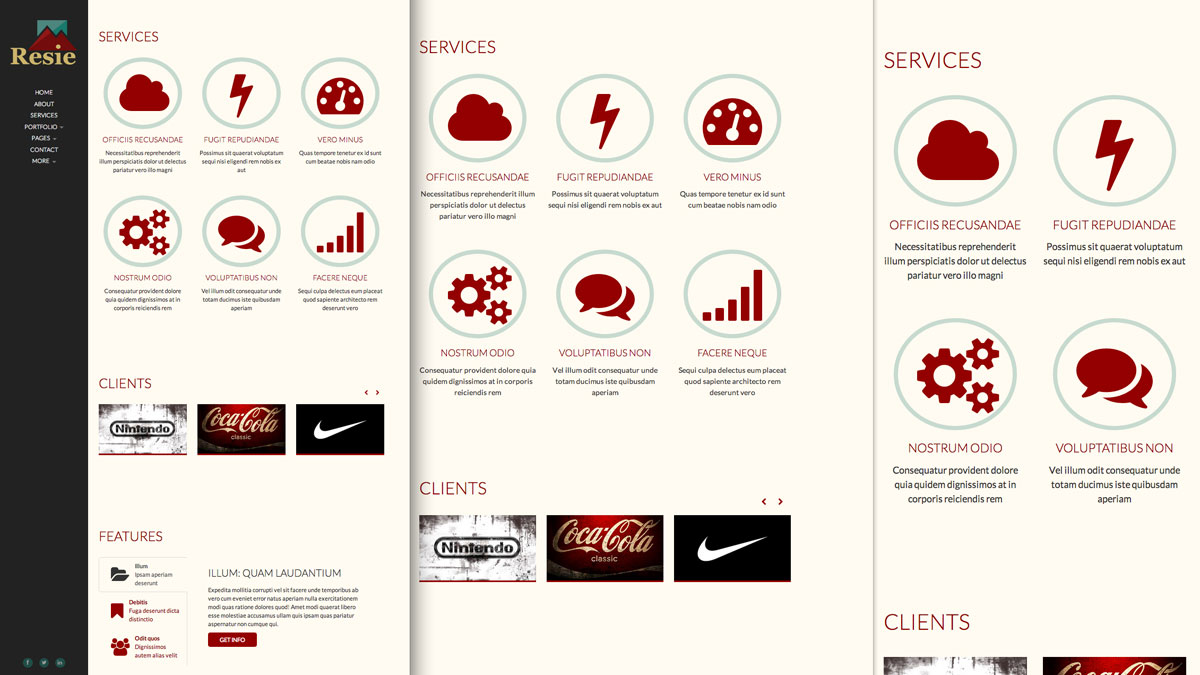 Resie
HOME
ABOUT
SERVICES
PORTFOLIO
PAGES
CONTACT
MORE
SERVICES
OFFICIIS RECUSANDAE
Necessitatibus reprehenderit
illum perspiciatis dolor ut delectus
pariatur vero illo magni
FUGIT REPUDIANDAE
Possimus sit quaerat voluptatum
sequi nisi eligendi rem nobis ex
aut
VERO MINUS
Quas tempore tenetur ex id sunt
cum beatae nobis nam odio
NOSTRUM ODIO
Consequatur provident dolore
quia quidem dignissimos at in
corporis reiciendis rem
VOLUPTATIBUS NON
Vel illum odit consequatur unde
totam ducimus iste quibusdam
aperiam
FACERE NEQUE
Sequi culpa delectus eum placeat
quod sapiente architecto rem
deserunt vero
CLIENTS
Nintendo
Coca-Cola
classic
FEATURES
Illum
Ipsam aperiam
deserunt
Debitis
Fuga deserunt dicta
distinctio
Odit quos
Dignissimos
autem alias velit
ILLUM: QUAM LAUDANTIUM
Expedita mollitia corrupti vel sit facere unde temporibus ab
vero cum eveniet error natus aperiam nulla exercitationem
modi quas ratione dolores quod! Amet modi quaerat libero
esse molestiae accusamus ullam quis ipsam quas pariatur
aspernatur non cumque qui.
GET INFO
SERVICES
OFFICIIS RECUSANDAE
Necessitatibus reprehenderit illum
perspiciatis dolor ut delectus
pariatur vero illo magni
FUGIT REPUDIANDAE
Possimus sit quaerat voluptatum
sequi nisi eligendi rem nobis ex aut
VERO MINUS
Quas tempore tenetur ex id sunt
cum beatae nobis nam odio
NOSTRUM ODIO
Consequatur provident dolore quia
quidem dignissimos at in corporis
reiciendis rem
VOLUPTATIBUS NON
Vel illum odit consequatur unde
totam ducimus iste quibusdam
aperiam
FACERE NEQUE
Sequi culpa delectus eum placeat
quod sapiente architecto rem
deserunt vero
CLIENTS
Nintendo
Coca-Cola
classic
SERVICES
OFFICIIS RECUSANDAE
Necessitatibus reprehenderit
illum perspiciatis dolor ut delectus
pariatur vero illo magni
FUGIT REPUDIANDAE
Possimus sit quaerat voluptatum
sequi nisi eligendi rem nobis ex aut
NOSTRUM ODIO
Consequatur provident dolore
quia quidem dignissimos at in
corporis reiciendis rem
VOLUPTATIBUS NON
Vel illum odit consequatur unde
totam ducimus iste quibusdam
aperiam
CLIENTS